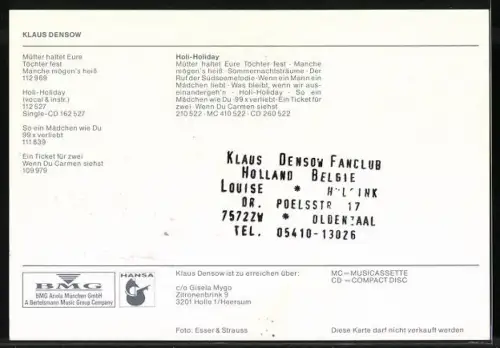 KLAUS DENSOW
Mütter haltet Eure
Töchter fest
Manche mögen's heiß
112 968
Holi-Holiday
(vocal & instr.)
112 527
Single-CD 162 527
So ein Mädchen wie Du
99 x verliebt
111 839
Ein Ticket für zwei
Wenn Du Carmen siehst
109 979
Holi-Holiday
Mütter haltet Eure Töchter fest · Manche
mögen's heiß · Sommernachtsträume · Der
Ruf der Südseemelodie · Wenn ein Mann ein
Mädchen liebt · Was bleibt, wenn wir aus-
einandergeh'n · Holi-Holiday · So ein
Mädchen wie Du · 99 x verliebt · Ein Ticket für
zwei · Wenn Du Carmen siehst
210 522 · MC 410 522 · CD 260 522
KLAUS DENSOW FANCLUB
HOLLAND BELGIE
LOUISE *
DR. POELSSTR 17
7572ZW * OLDENZAAL
TEL. 05410-13026
BMG
BMG Ariola München GmbH
A Bertelsmann Music Group Company
HANSA
Klaus Densow ist zu erreichen über:
c/o Gisela Mygo
Zitronenbrink 9
3201 Holle 1/Heersum
MC = MUSICASSETTE
CD = COMPACT DISC
Foto: Esser & Strauss
Diese Karte darf nicht verkauft werden